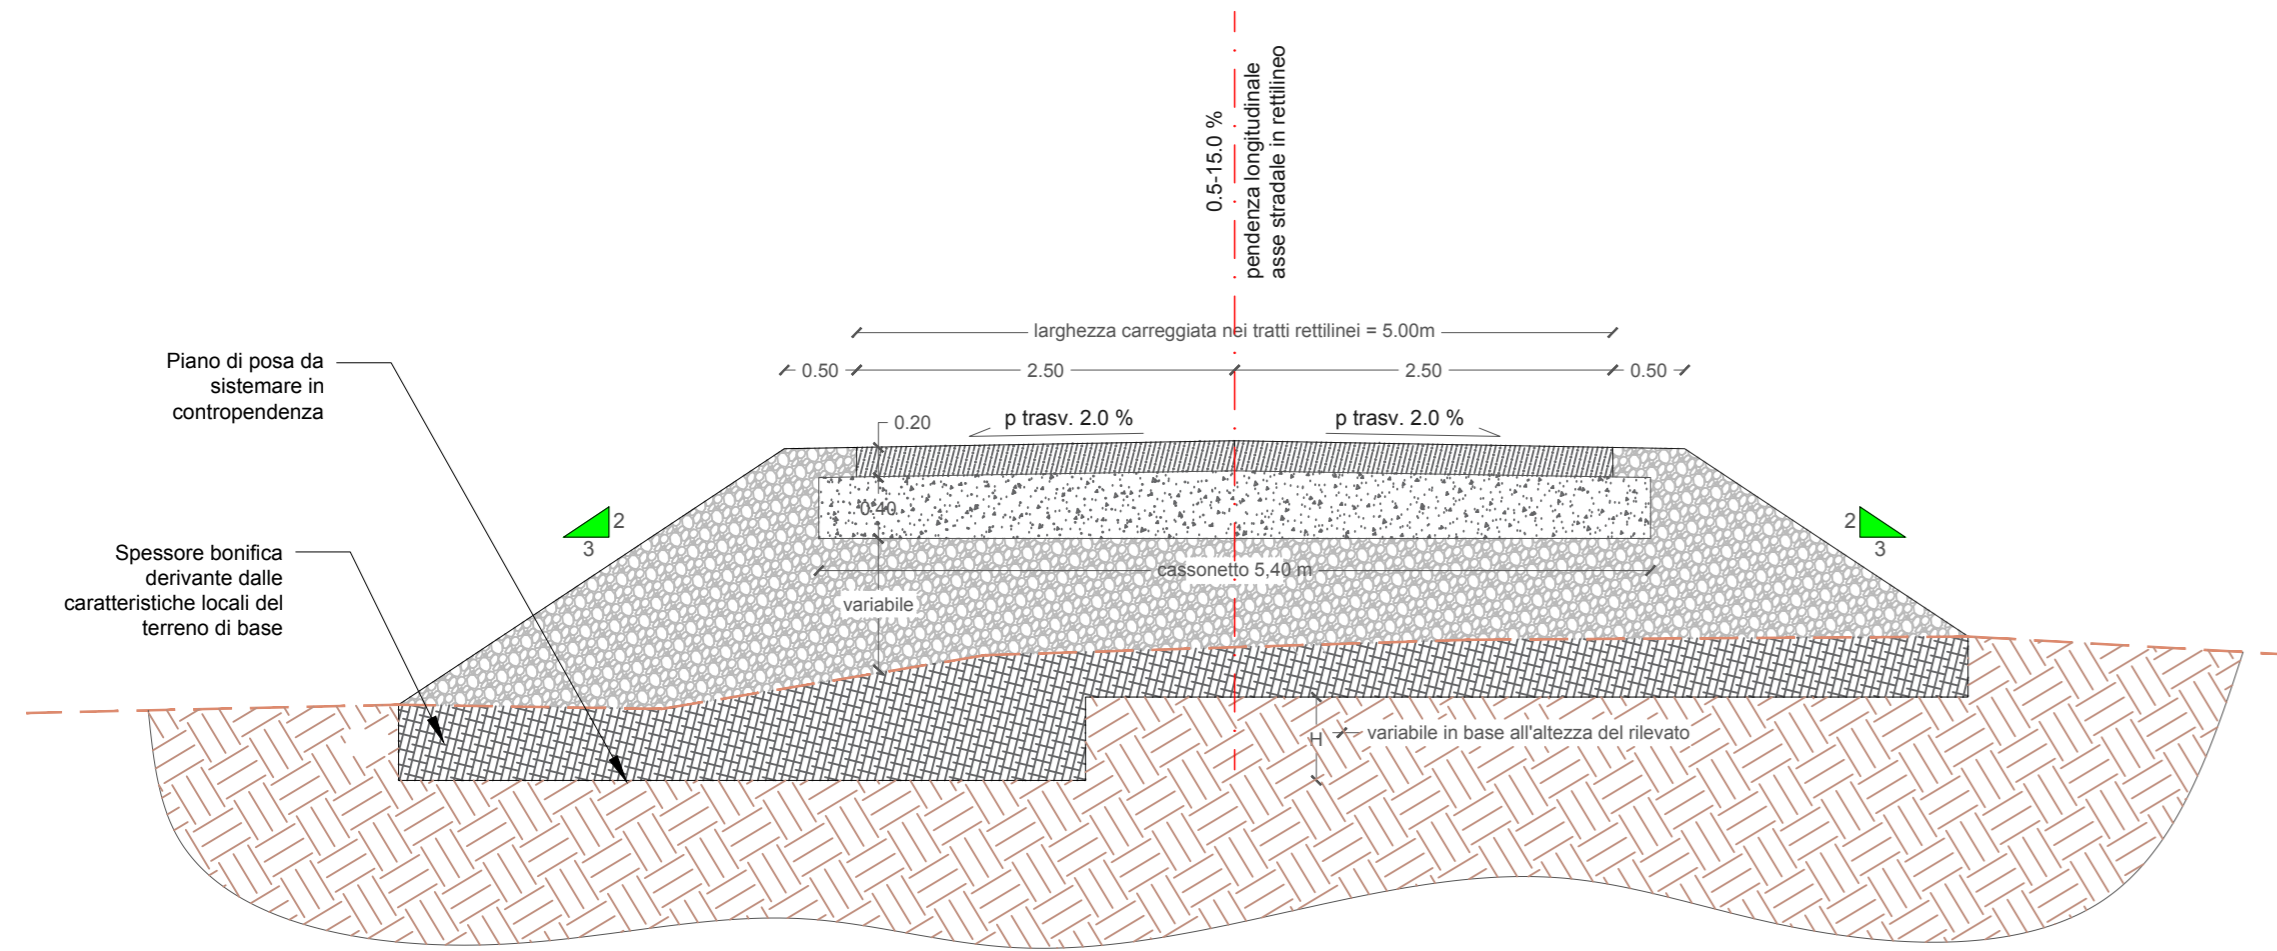 0.5-15.0 %
pendenza longitudinale
asse stradale in rettilineo
larghezza carreggiata nei tratti rettilinei = 5.00m
0.50
2.50
2.50
0.50
Piano di posa da
sistemare in
contropendenza
0.20
p trasv. 2.0 %
p trasv. 2.0 %
0.40
2
3
2
3
Spessore bonifica
derivante dalle
caratteristiche locali del
terreno di base
cassonetto 5,40 m
variabile
H
variabile in base all'altezza del rilevato